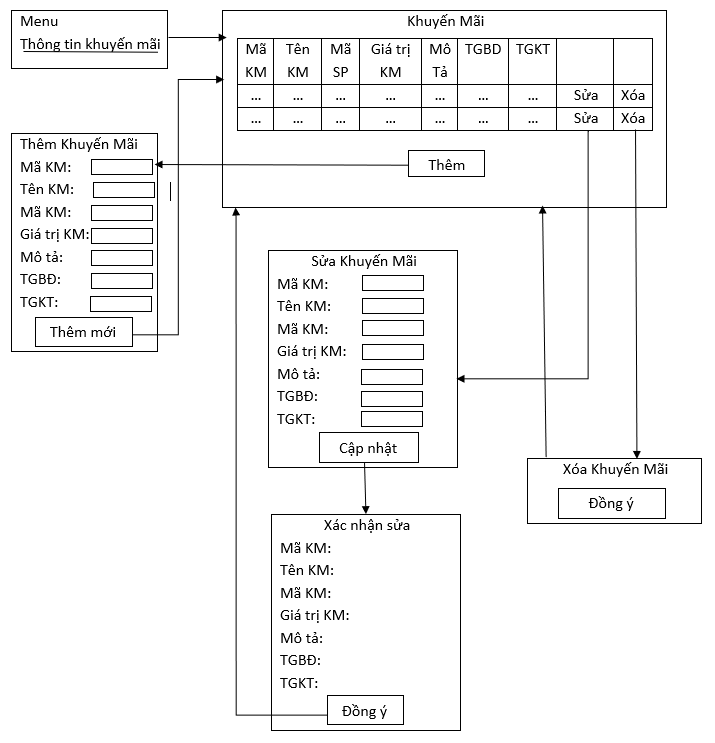 Menu
Thông tin khuyến mãi
Khuyến Mãi
Mã KM Tên KM Mã SP Giá trị KM Mô Tả TGBD TGKT
... ... ... ... ... ... ... Sửa Xóa
... ... ... ... ... ... ... Sửa Xóa
Thêm
Thêm Khuyến Mãi
Mã KM:
Tên KM:
Mã KM:
Giá trị KM:
Mô tả:
TGBĐ:
TGKT:
Thêm mới
Sửa Khuyến Mãi
Mã KM:
Tên KM:
Mã KM:
Giá trị KM:
Mô tả:
TGBĐ:
TGKT:
Cập nhật
Xóa Khuyến Mãi
Đồng ý
Xác nhận sửa
Mã KM:
Tên KM:
Mã KM:
Giá trị KM:
Mô tả:
TGBĐ:
TGKT:
Đồng ý